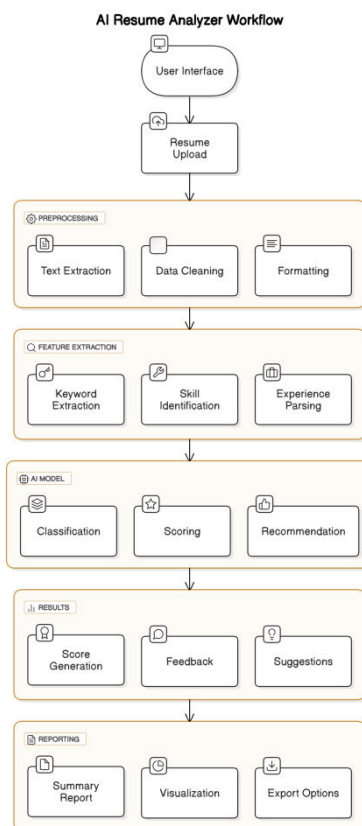 AI Resume Analyzer Workflow
User Interface
Resume
Upload
PREPROCESSING
Text Extraction
Data Cleaning
Formatting
FEATURE EXTRACTION
Keyword
Extraction
Skill
Identification
Experience
Parsing
AI MODEL
Classification
Scoring
Recommendation
RESULTS
Score
Generation
Feedback
Suggestions
REPORTING
Summary
Report
Visualization
Export Options